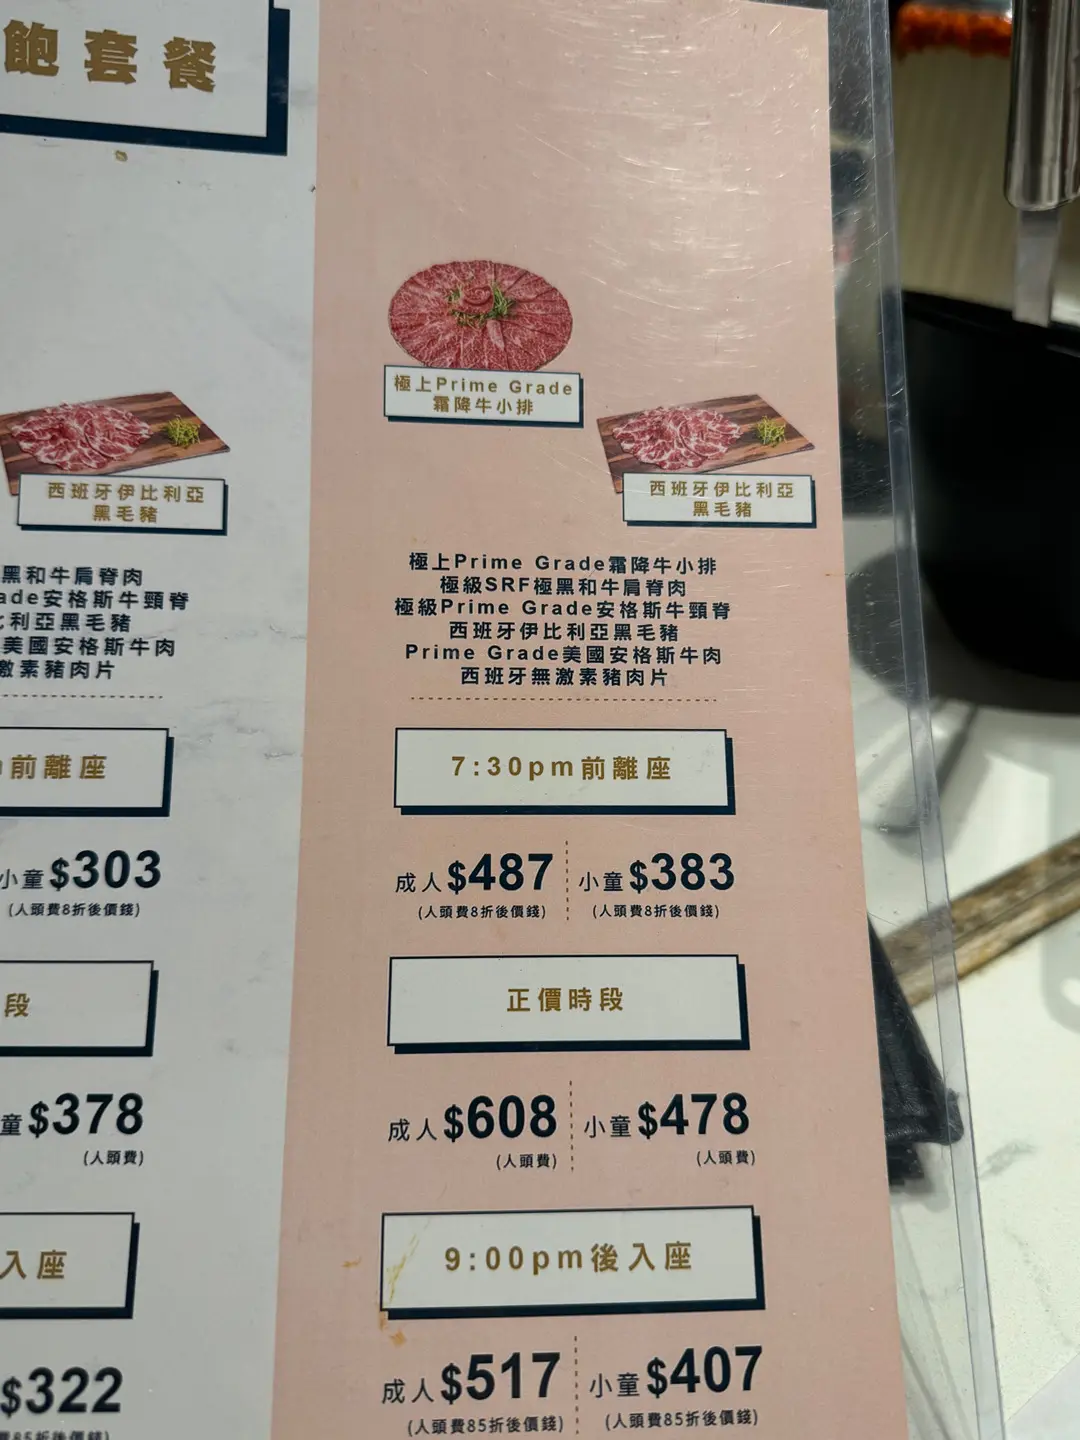 飽套餐
西班牙伊比利亞
黑毛豬
黑和牛肩脊肉
ade安格斯牛頸脊
利亞黑毛豬
美國安格斯牛肉
激素豬肉片
前離座
小童$303
(人頭費8折後價錢)
段
童$378
(人頭費)
入座
$322
極上Prime Grade
霜降牛小排
西班牙伊比利亞
黑毛豬
極上Prime Grade霜降牛小排
極級SRF極黑和牛肩脊肉
極級Prime Grade安格斯牛頸脊
西班牙伊比利亞黑毛豬
Prime Grade美國安格斯牛肉
西班牙無激素豬肉片
7:30pm前離座
成人$487 小童$383
(人頭費8折後價錢) (人頭費8折後價錢)
正價時段
成人$608 小童$478
(人頭費) (人頭費)
9:00pm後入座
成人$517 小童$407
(人頭費85折後價錢) (人頭費85折後價錢)